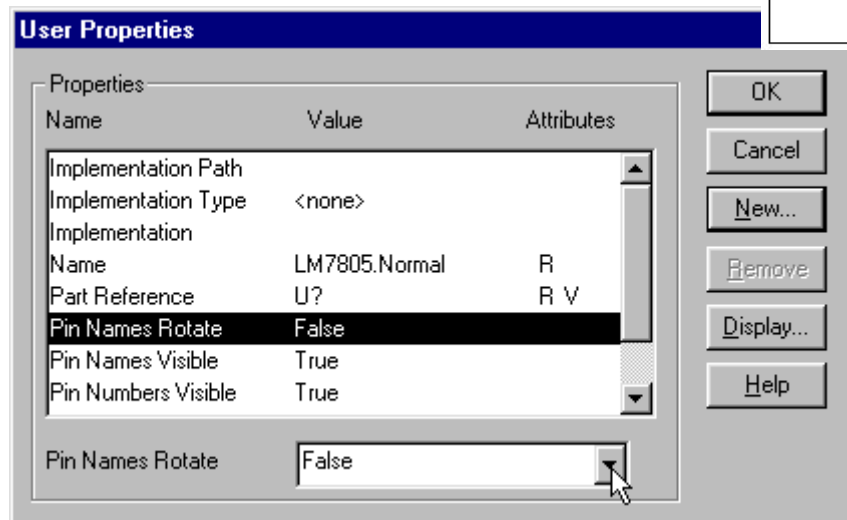 User Properties
Properties
Name Value Attributes
Implementation Path
Implementation Type <none>
Implementation
Name LM7805.Normal R
Part Reference U? R V
Pin Names Rotate False
Pin Names Visible True
Pin Numbers Visible True
Pin Names Rotate False
OK
Cancel
New...
Remove
Display...
Help